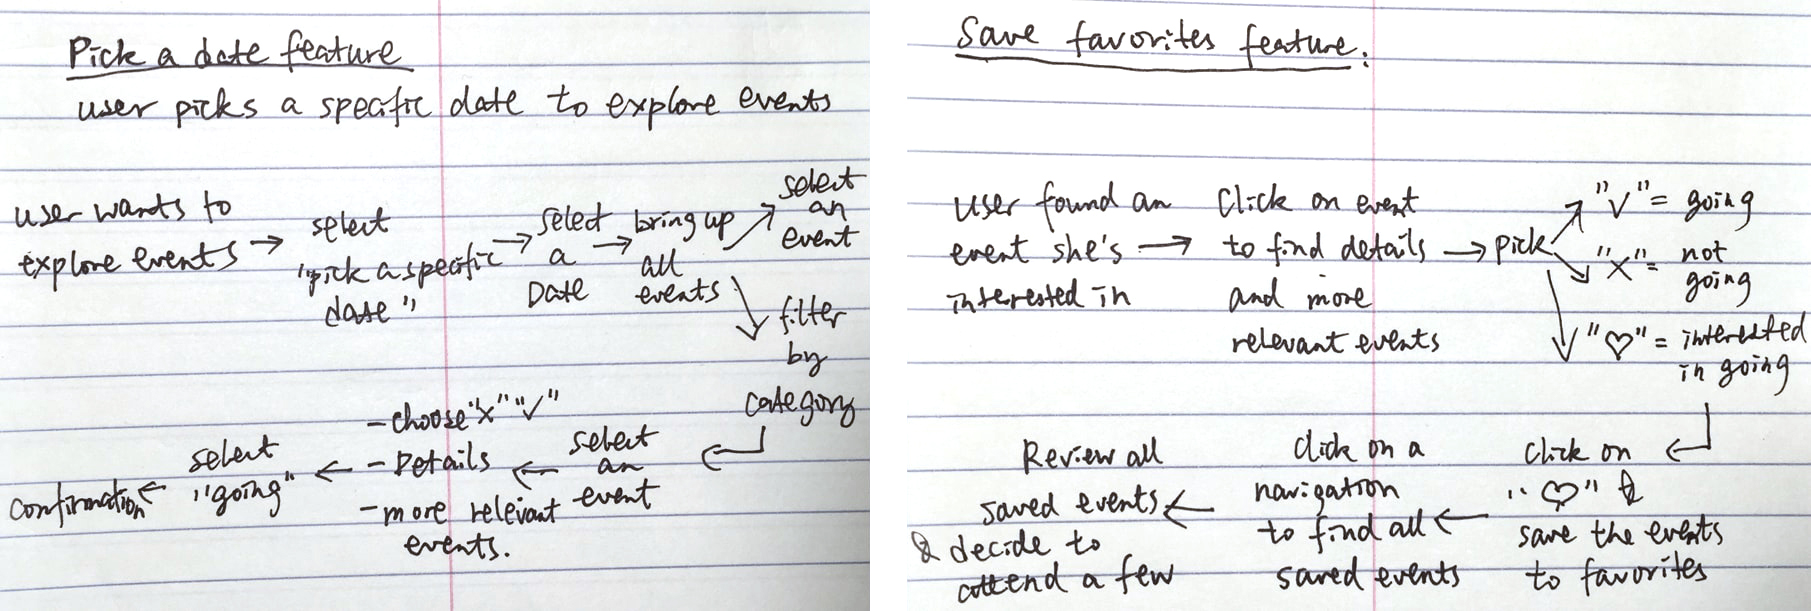 Pick a date feature
user picks a specific date to explore events
user wants to
explore events →
select
"pick a specific
date"
→
select
a
Date
→
bring up
all
events
select
an
event
filter
by
category
select
an
event
←
- choose "x" "✓"
- Details
- more relevant
events.
←
select
"going"
←
confirmation
Save favorites feature:
User found an
event she's →
interested in
Click on event
to find details
and more
relevant events
→ pick
"✓" = going
"x" = not
going
"♡" = interested
in going
Click on
"♡" &
save the events
to favorites
←
Click on a
navigation
to find all
saved events
←
Review all
saved events
& decide to
attend a few